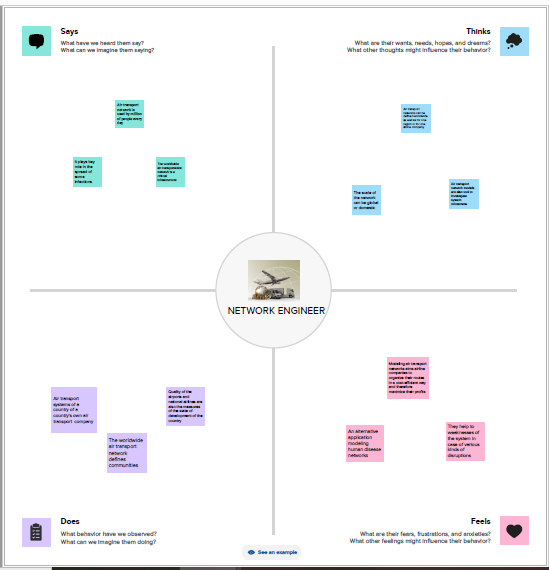 Says
What have we heard them say?
What can we imagine them saying?
Thinks
What are their wants, needs, hopes, and dreams?
What other thoughts might influence their behavior?
Air transport
network is
used by million
of people every
day
It plays key
role in the
spread of
some
infections
The worldwide
air transportation
network is a
critical
infrastructure
Air transport
network can be
The scale of
the network
can be global
or domestic
Air transport
network models
are also used to
investigate
system
NETWORK ENGINEER
Air transport
systems of a
country of a
country's own air
transport company
Quality of the
airports and
national airlines are
also the measures
of the state of
development of the
country
The worldwide
air transport
network
defines
communities
Modeling air transport
networks aims airline
companies to
organize their routes
in a cost-efficient way
and therefore
maximize their profits
An alternative
application
modeling
human disease
networks
They help to
weaknesses of
the system in
case of various
kinds of
disruptions
Does
What behavior have we observed?
What can we imagine them doing?
See an example
Feels
What are their fears, frustrations, and anxieties?
What other feelings might influence their behavior?